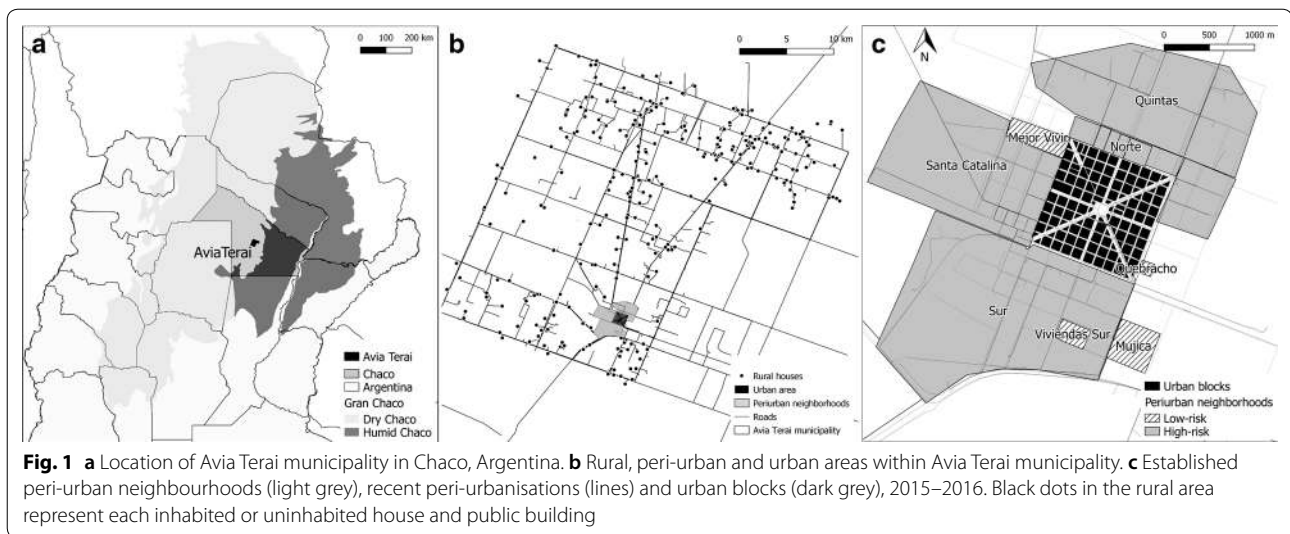 a
0 100 200 km
AviaTerai
Avia Terai
Chaco
Argentina
Gran Chaco
Dry Chaco
Humid Chaco
b
0 5 10 km
Rural houses
Urban area
Periurban neighborhoods
Roads
Avia Terai municipality
c
N
0 500 1000 m
Quintas
Mejor Vivir
Norte
Santa Catalina
Quebracho
Sur
Viviendas Sur
Mujica
Urban blocks
Periurban neighborhoods
Low-risk
High-risk
Fig. 1 a Location of Avia Terai municipality in Chaco, Argentina. b Rural, peri-urban and urban areas within Avia Terai municipality. c Established
peri-urban neighbourhoods (light grey), recent peri-urbanisations (lines) and urban blocks (dark grey), 2015–2016. Black dots in the rural area
represent each inhabited or uninhabited house and public building